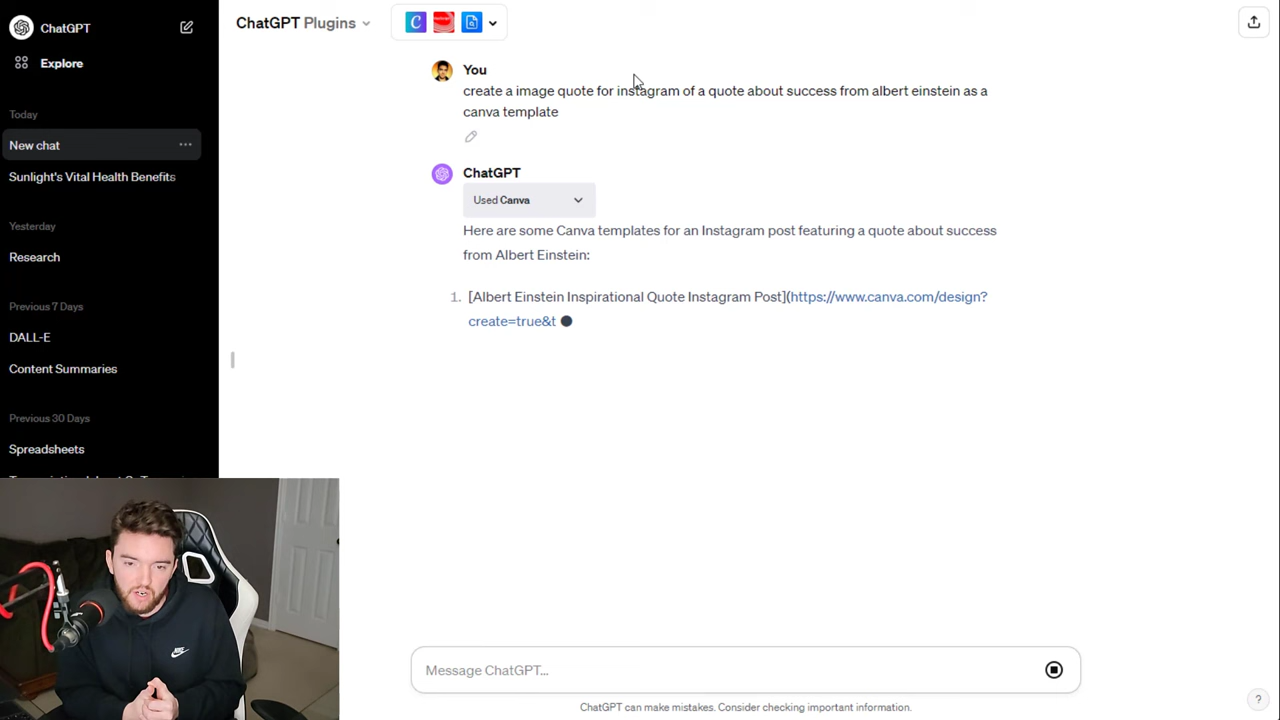 ChatGPT
Explore
Today
New chat
Sunlight's Vital Health Benefits
Yesterday
Research
Previous 7 Days
DALL-E
Content Summaries
Previous 30 Days
Spreadsheets
ChatGPT Plugins
You
create a image quote for instagram of a quote about success from albert einstein as a
canva template
ChatGPT
Used Canva
Here are some Canva templates for an Instagram post featuring a quote about success
from Albert Einstein:
1. [Albert Einstein Inspirational Quote Instagram Post](https://www.canva.com/design?
create=true&t
Message ChatGPT...
ChatGPT can make mistakes. Consider checking important information.
?